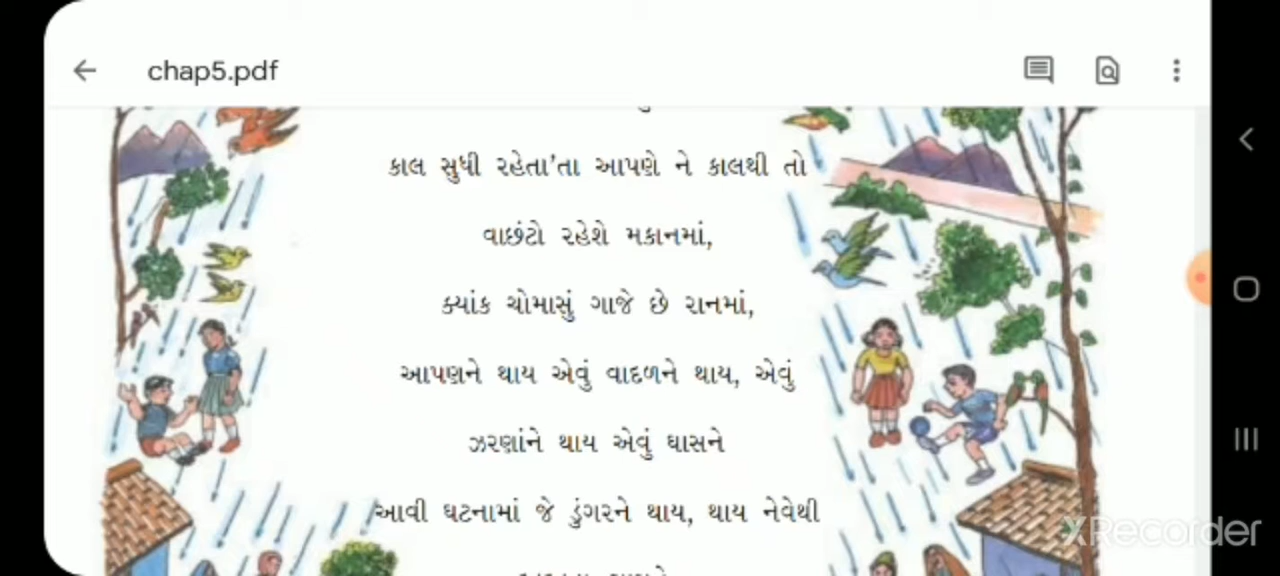 chap5.pdf
કાલ સુધી રહેતા'તા આપણે ને કાલથી તો
વાછંટો રહેશે મકાનમાં,
ક્યાંક ચોમાસું ગાજે છે રાનમાં,
આપણને થાય એવું વાદળને થાય, એવું
ઝરણાંને થાય એવું ઘાસને
આવી ઘટનામાં જે ડુંગરને થાય, થાય નેવેથી
XRecorder